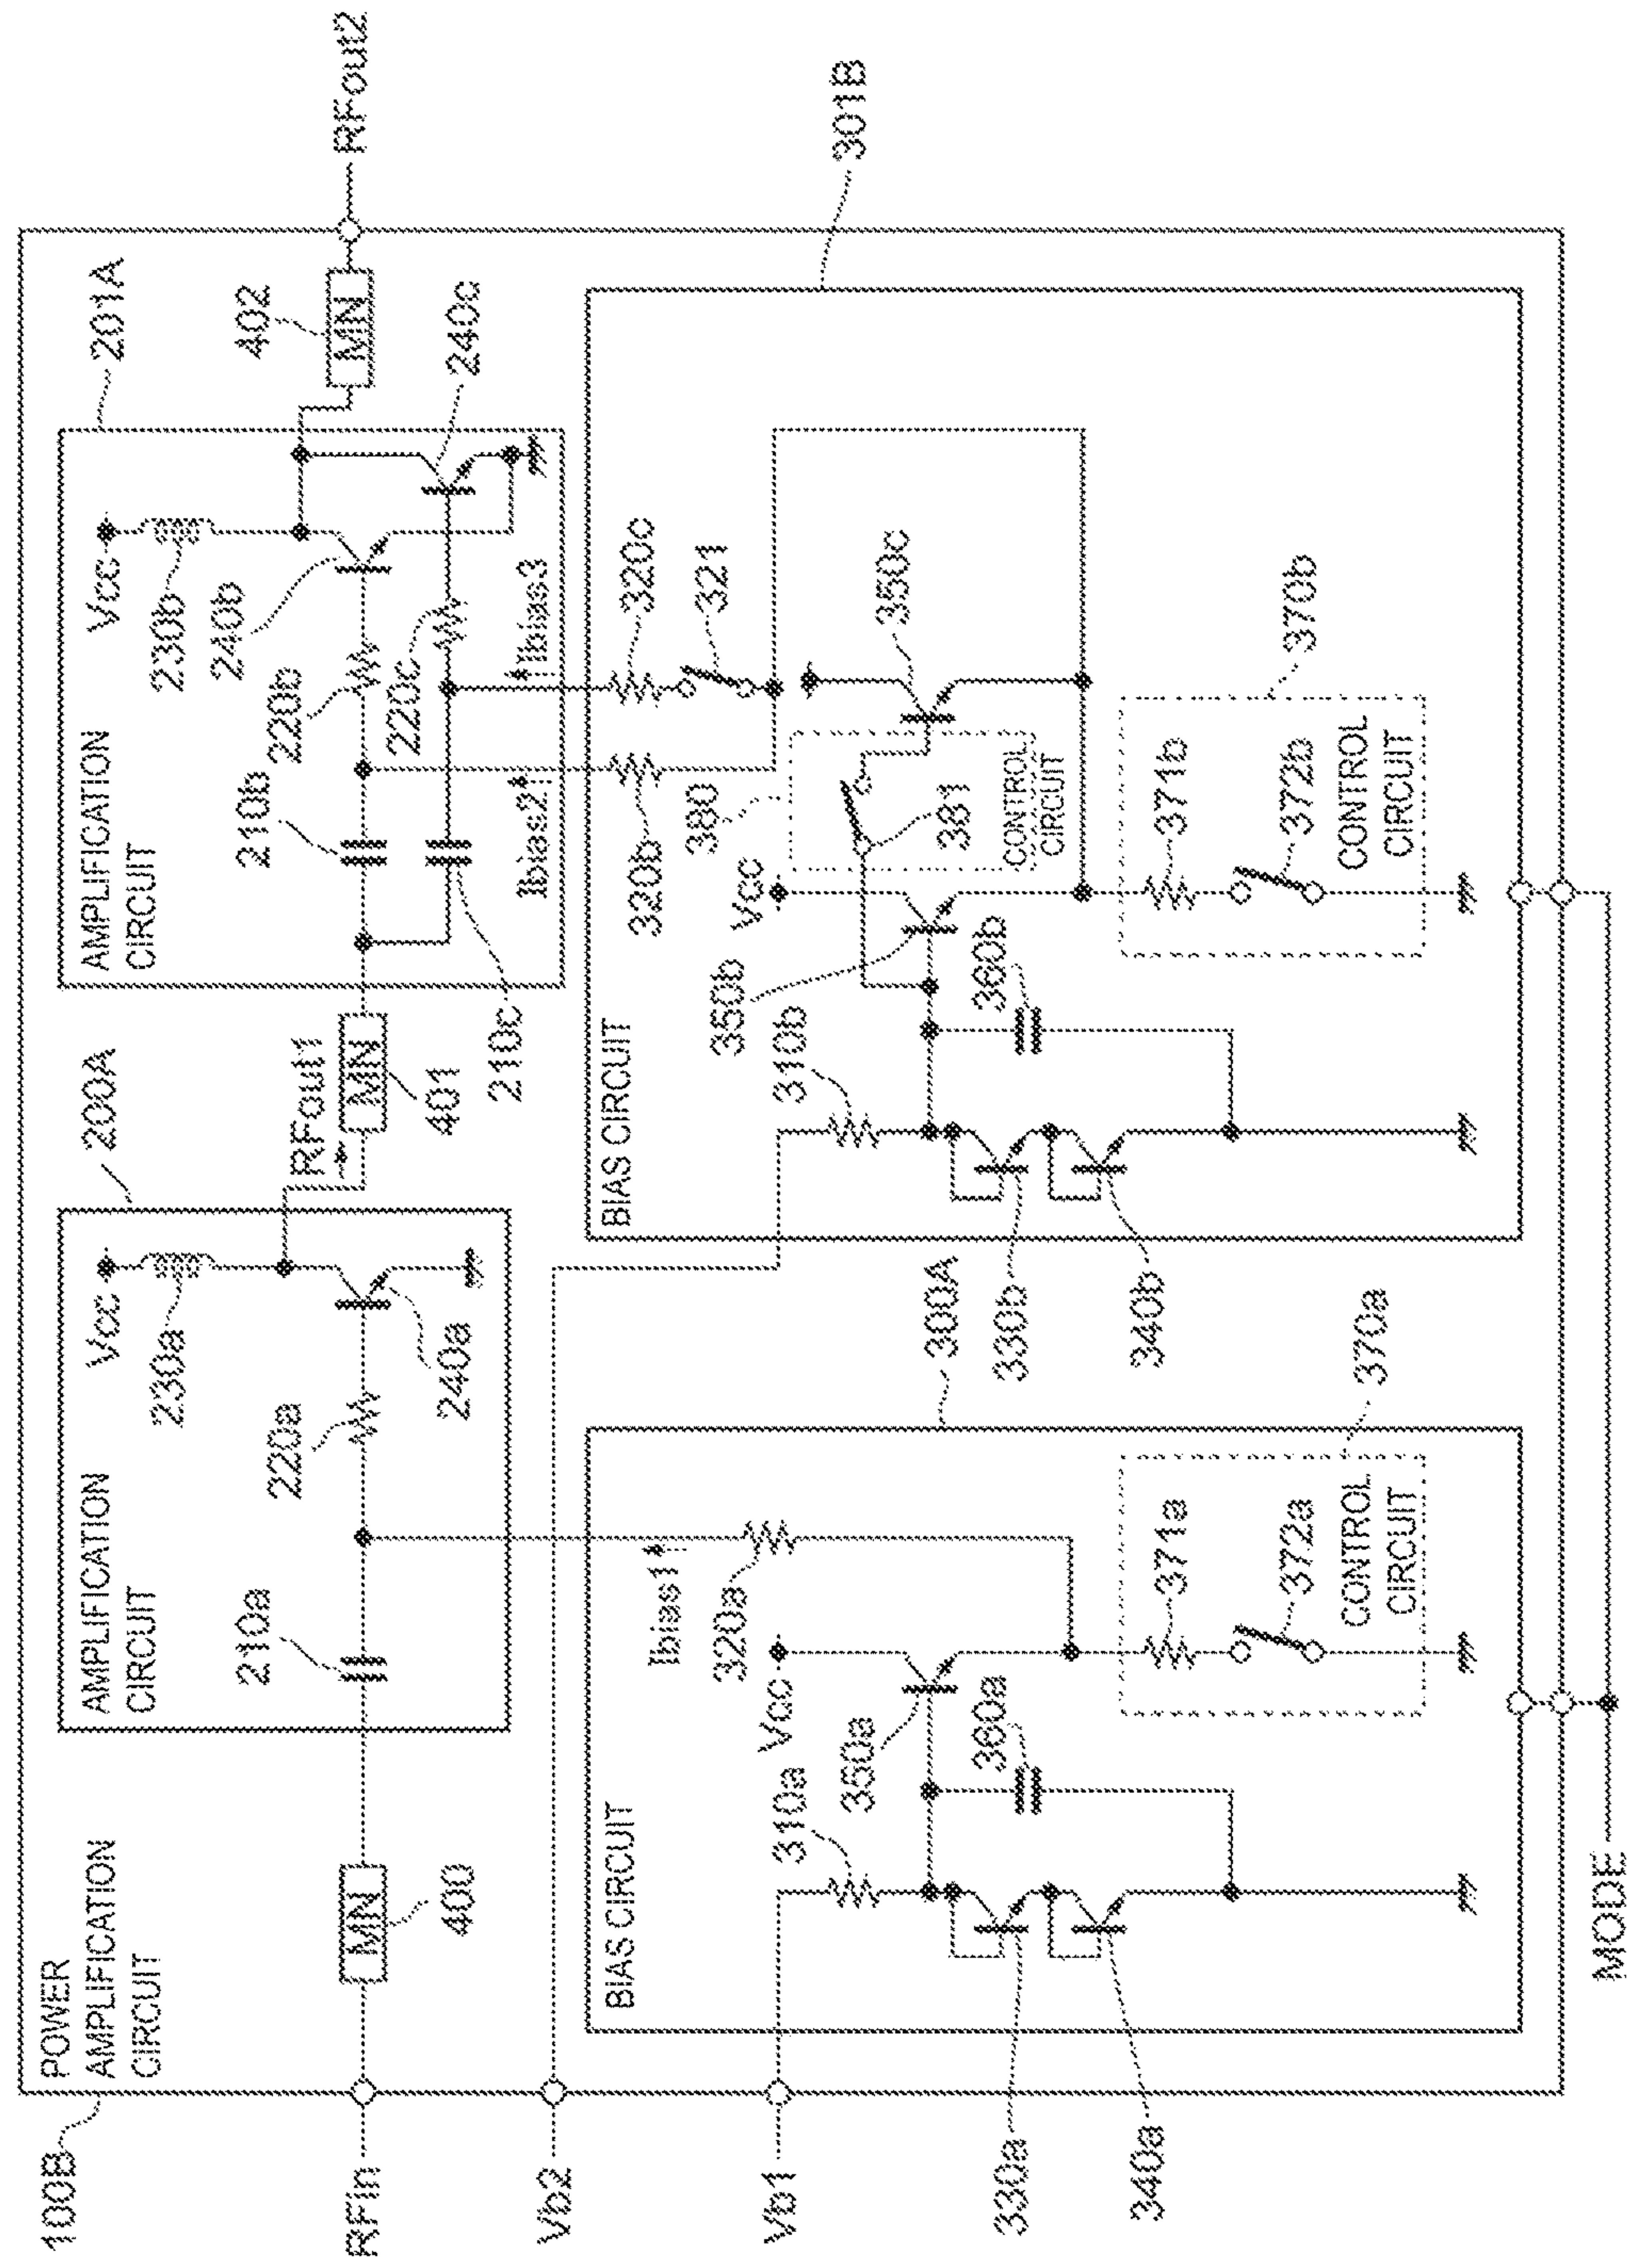 100B
POWER
AMPLIFICATION
CIRCUIT
RFin
MN
400
AMPLIFICATION
CIRCUIT
200A
210a
220a
Vcc
230a
240a
RFout1
MN
401
AMPLIFICATION
CIRCUIT
201A
210b
210c
220b
220c
Vcc
230b
240b
240c
402
MN
RFout2
Ibias2
Ibias3
Vb2
Vb1
BIAS CIRCUIT
300A
310a
Ibias1
320a
Vcc
350a
360a
330a
340a
371a
372a
CONTROL
CIRCUIT
370a
BIAS CIRCUIT
301B
310b
320b
320c
321
Vcc
350b
350c
360b
380
381
CONTROL
CIRCUIT
330b
340b
371b
372b
CONTROL
CIRCUIT
370b
MODE